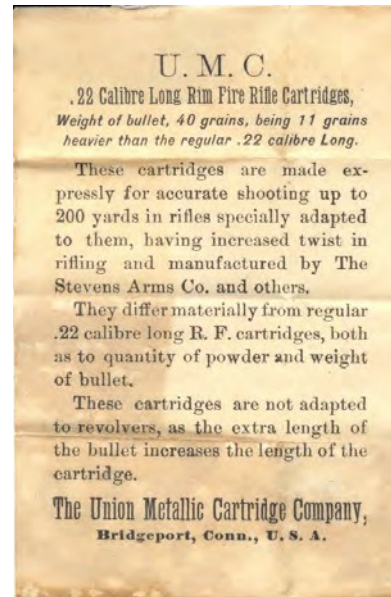 U. M. C.
.22 Calibre Long Rim Fire Rifle Cartridges,
Weight of bullet, 40 grains, being 11 grains
heavier than the regular .22 calibre Long.
These cartridges are made ex-
pressly for accurate shooting up to
200 yards in rifles specially adapted
to them, having increased twist in
rifling and manufactured by The
Stevens Arms Co. and others.
They differ materially from regular
.22 calibre long R. F. cartridges, both
as to quantity of powder and weight
of bullet.
These cartridges are not adapted
to revolvers, as the extra length of
the bullet increases the length of the
cartridge.
The Union Metallic Cartridge Company,
Bridgeport, Conn., U. S. A.